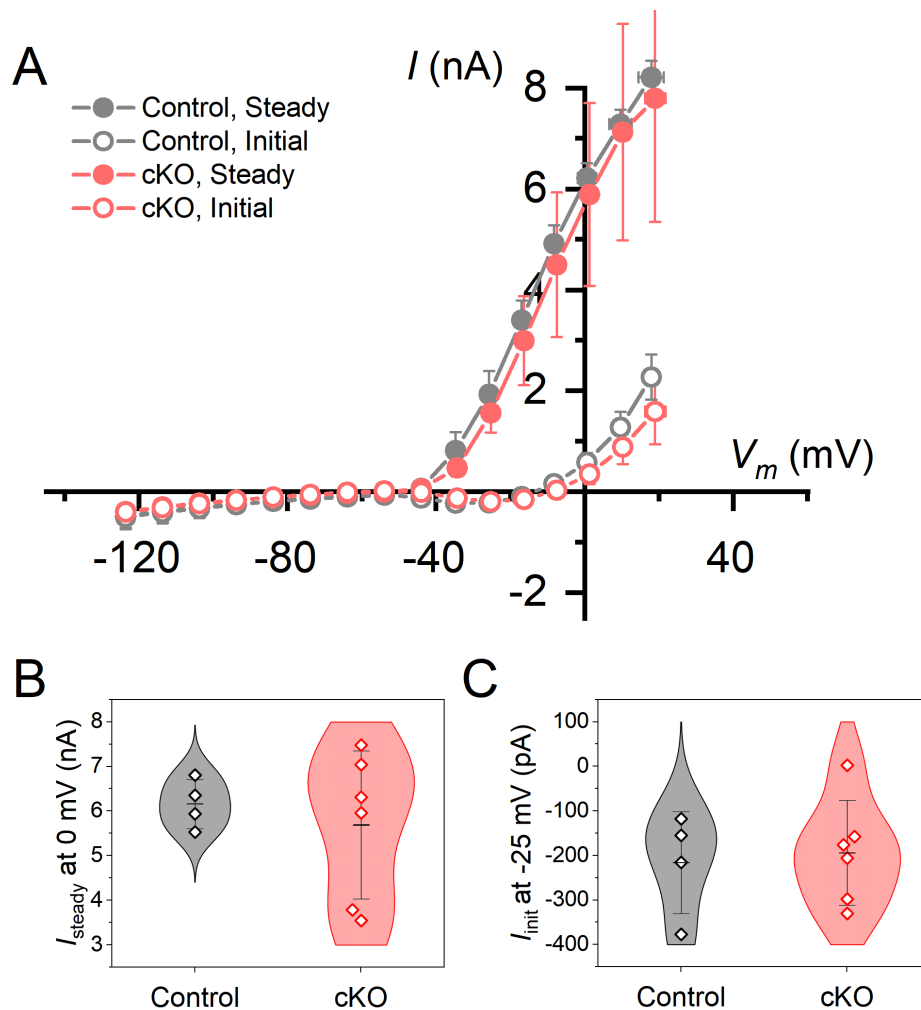 A
I (nA)
Control, Steady
Control, Initial
cKO, Steady
cKO, Initial
8
6
4
2
-2
V_m (mV)
-120
-80
-40
40
B
I_steady at 0 mV (nA)
8
7
6
5
4
3
Control
cKO
C
I_init at -25 mV (pA)
100
0
-100
-200
-300
-400
Control
cKO